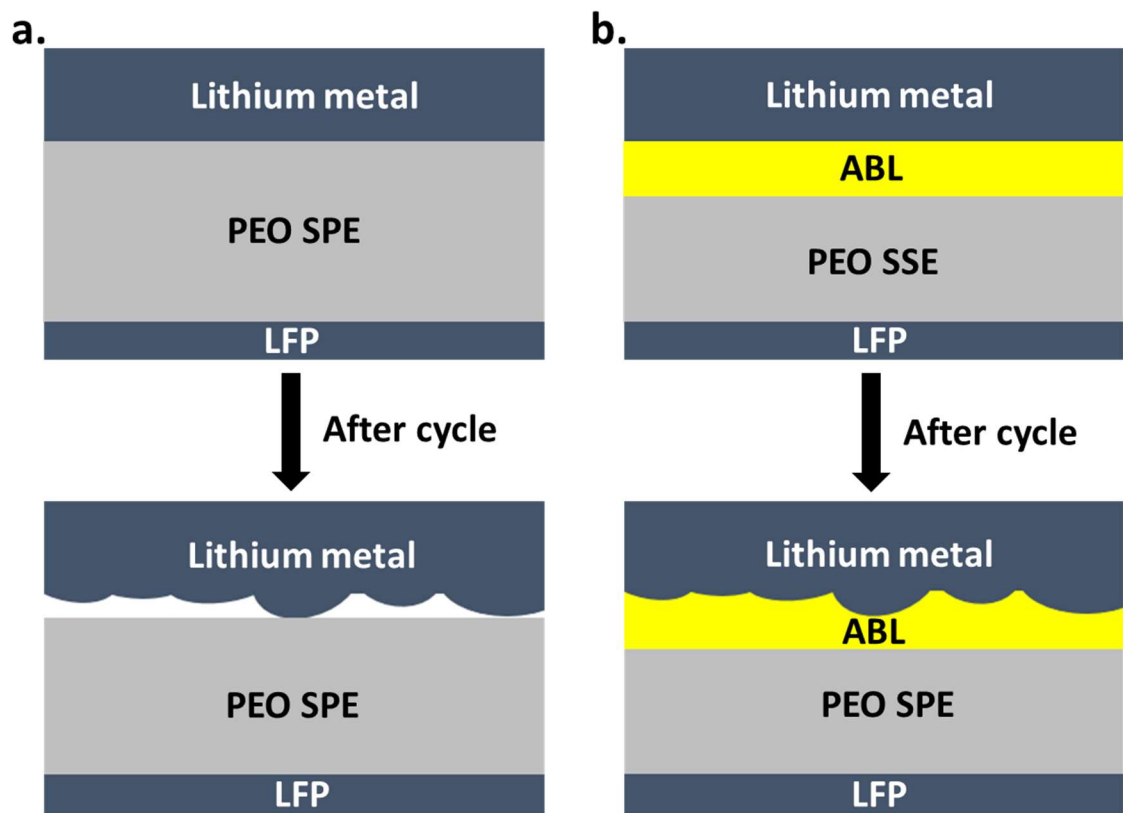 a.
Lithium metal
PEO SPE
LFP
After cycle
Lithium metal
PEO SPE
LFP
b.
Lithium metal
ABL
PEO SSE
LFP
After cycle
Lithium metal
ABL
PEO SPE
LFP